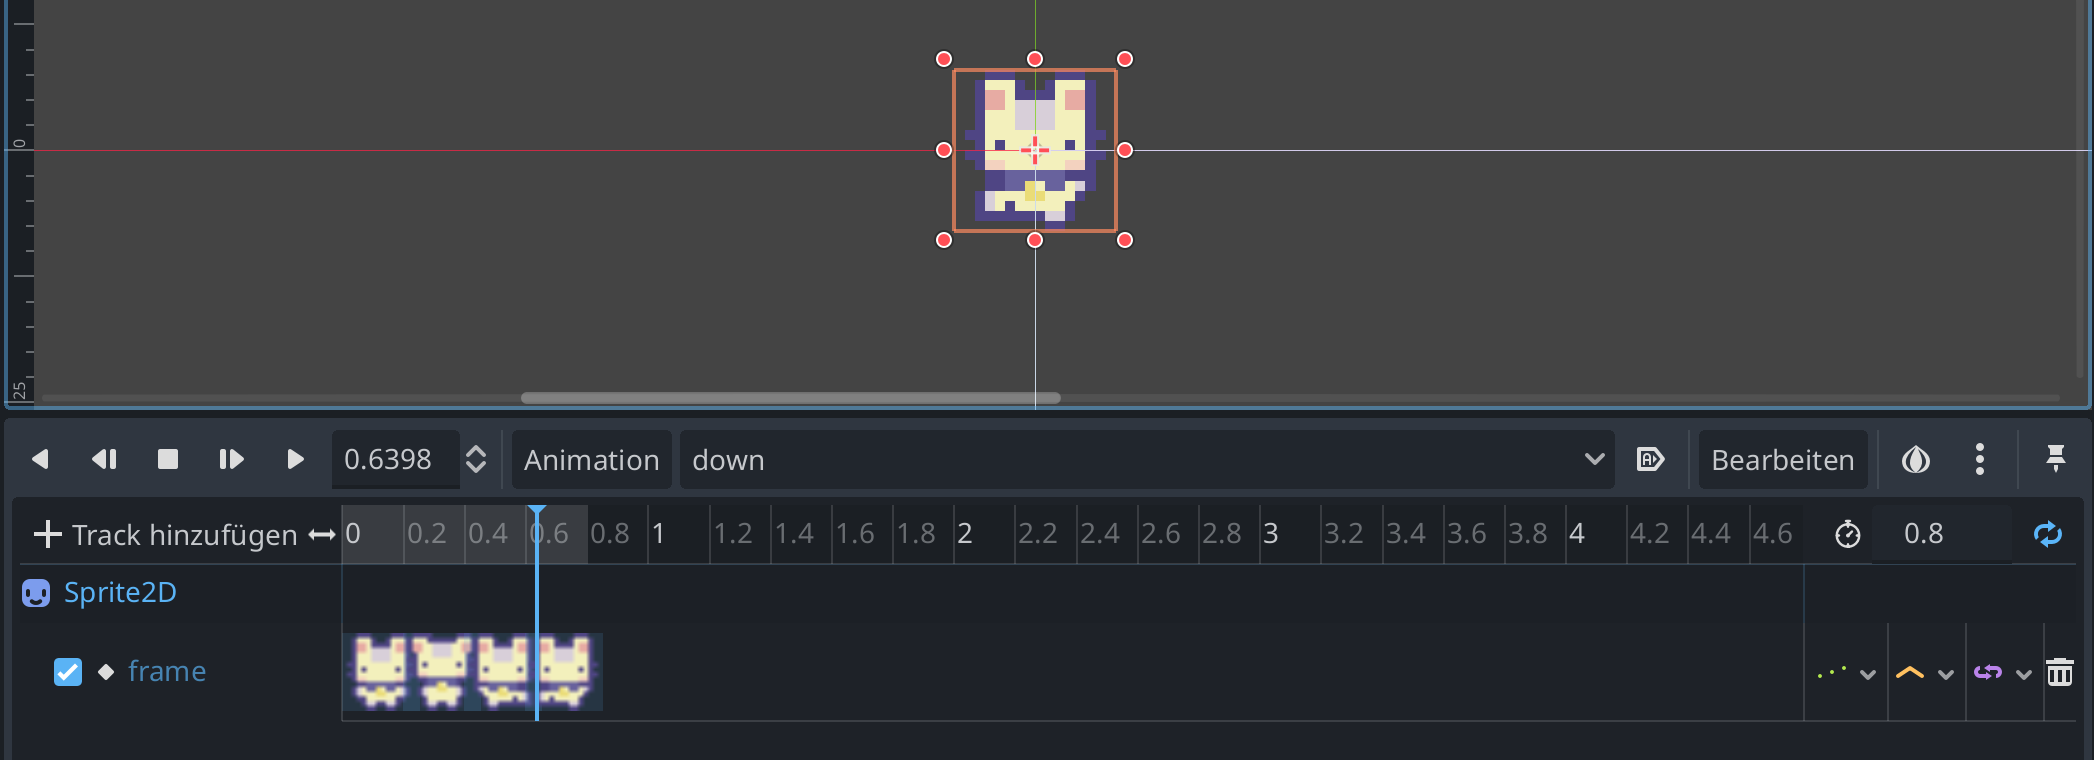 0
25
0.6398 Animation down Bearbeiten
Track hinzufügen 0 0.2 0.4 0.6 0.8 1 1.2 1.4 1.6 1.8 2 2.2 2.4 2.6 2.8 3 3.2 3.4 3.6 3.8 4 4.2 4.4 4.6 0.8
Sprite2D
frame